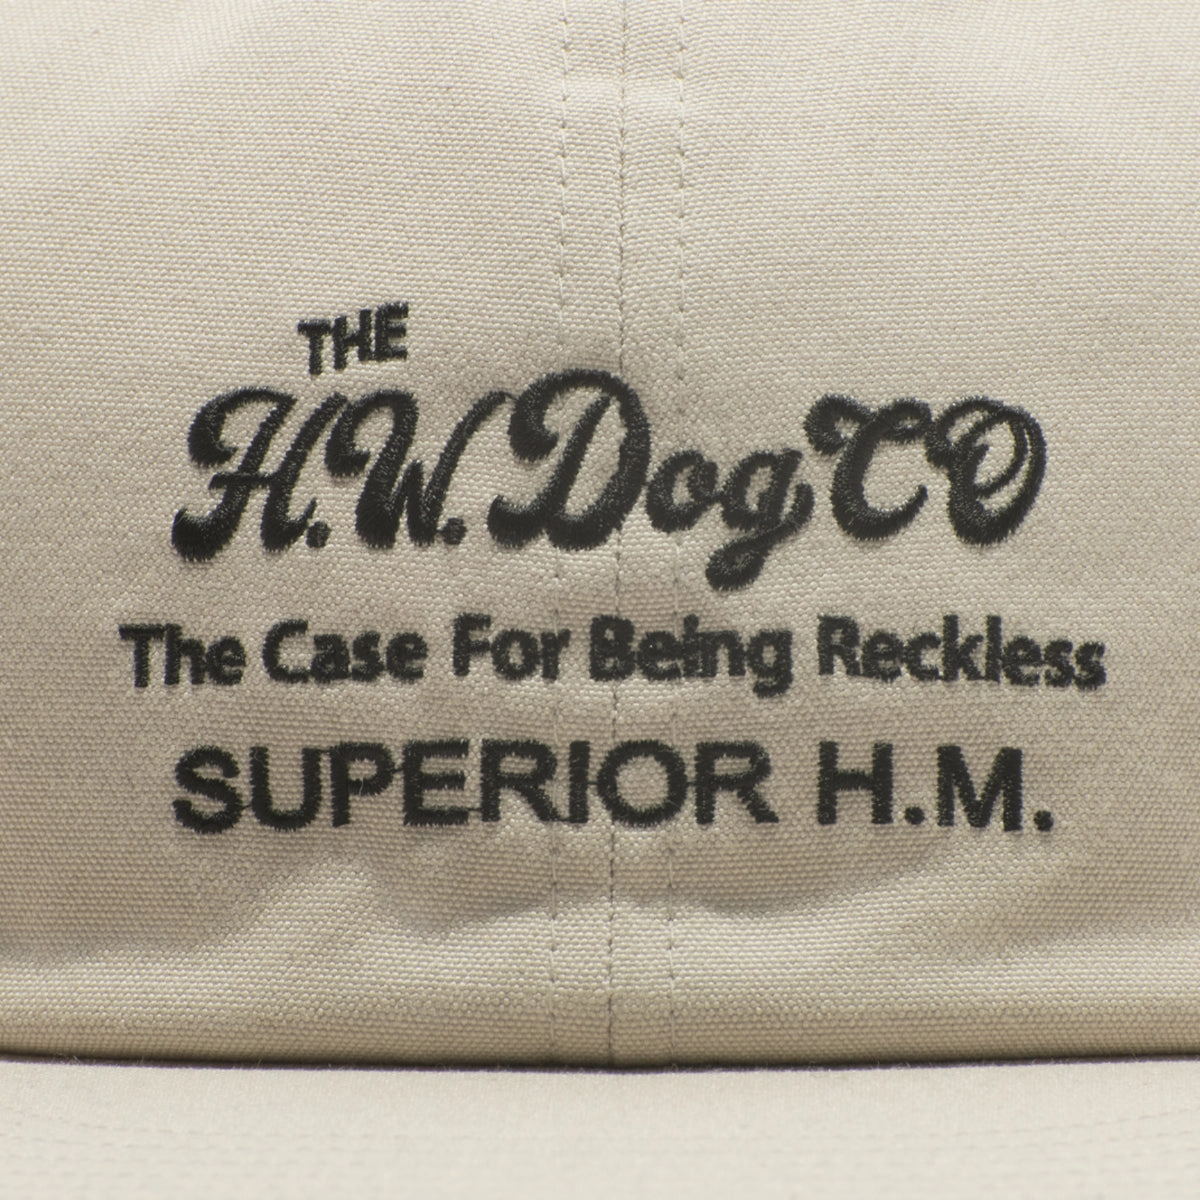 THE
H.W.Dog CO
The Case For Being Reckless
SUPERIOR H.M.